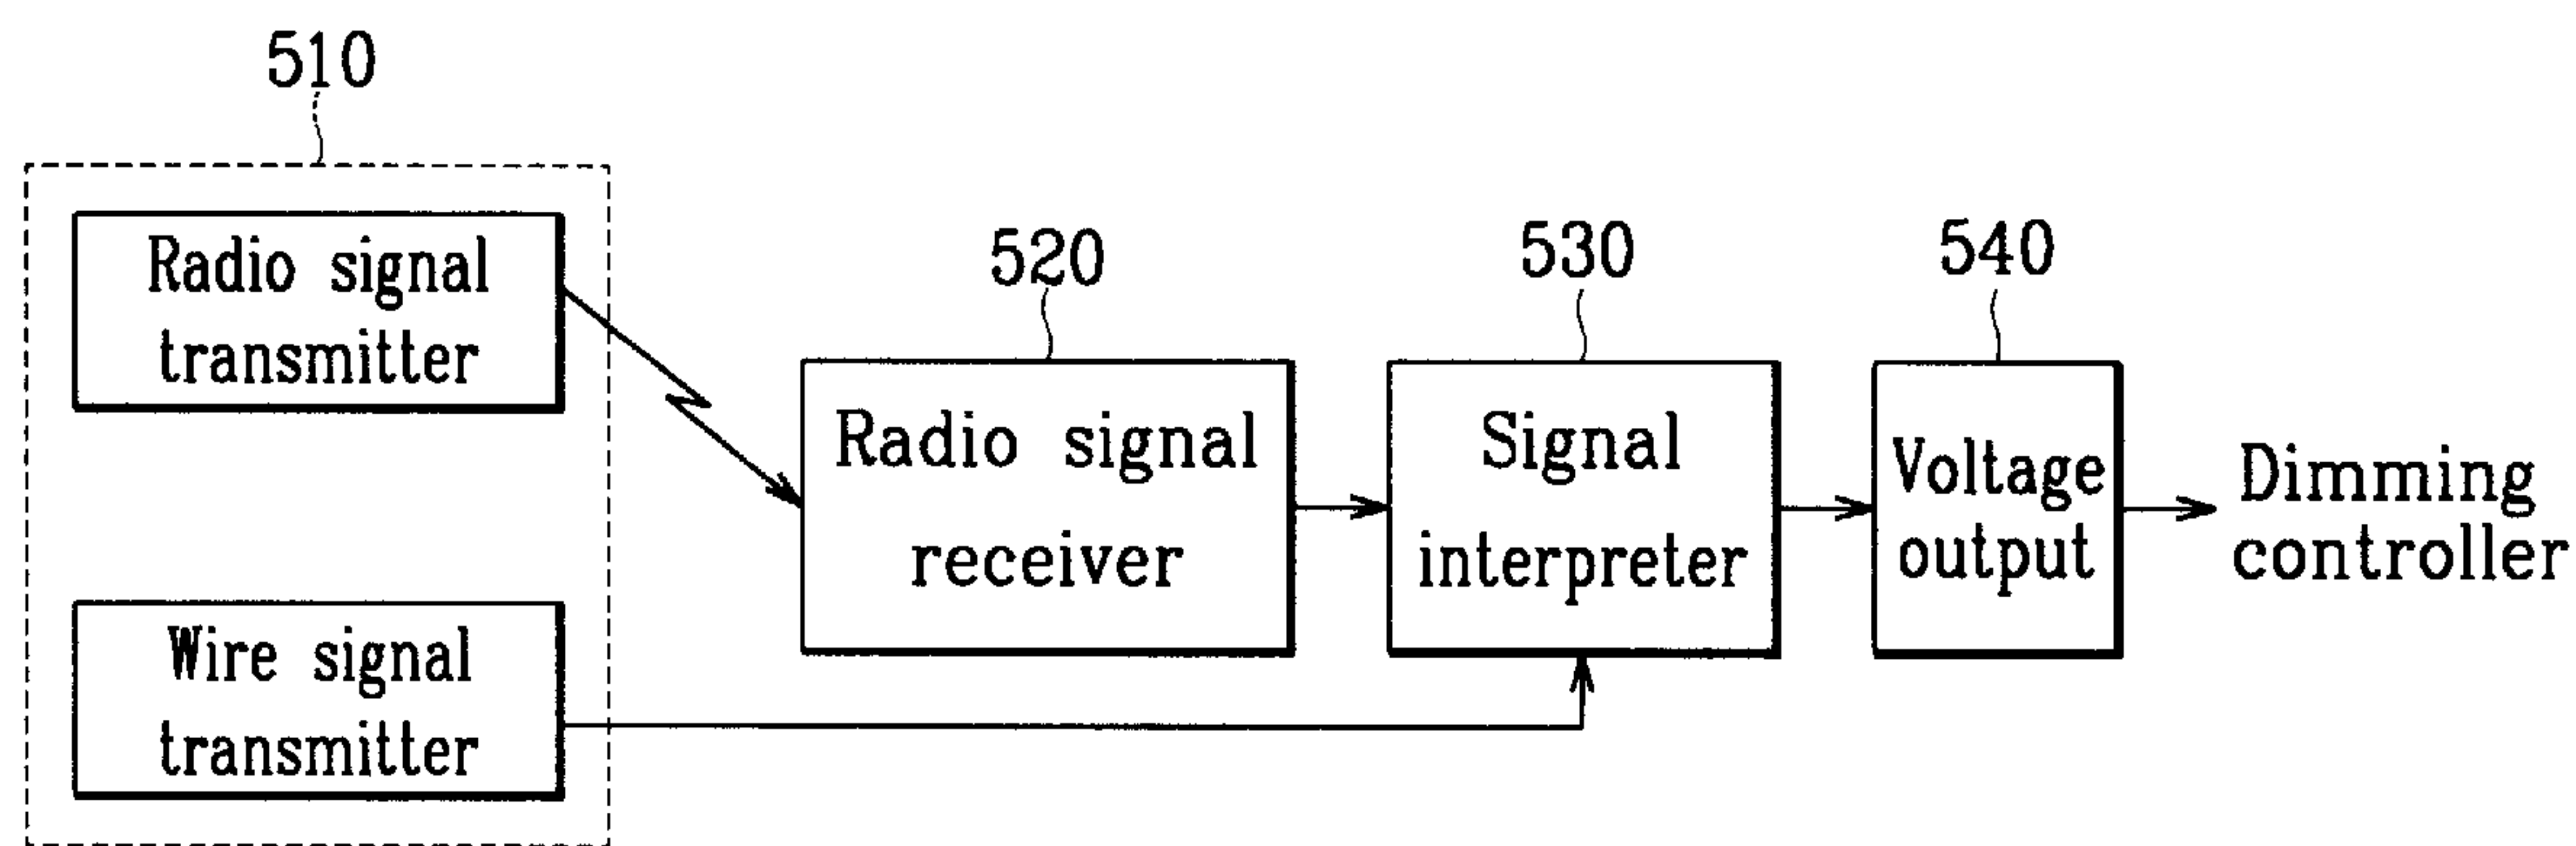 510
Radio signal
transmitter
Wire signal
transmitter
520
Radio signal
receiver
530
Signal
interpreter
540
Voltage
output
Dimming
controller